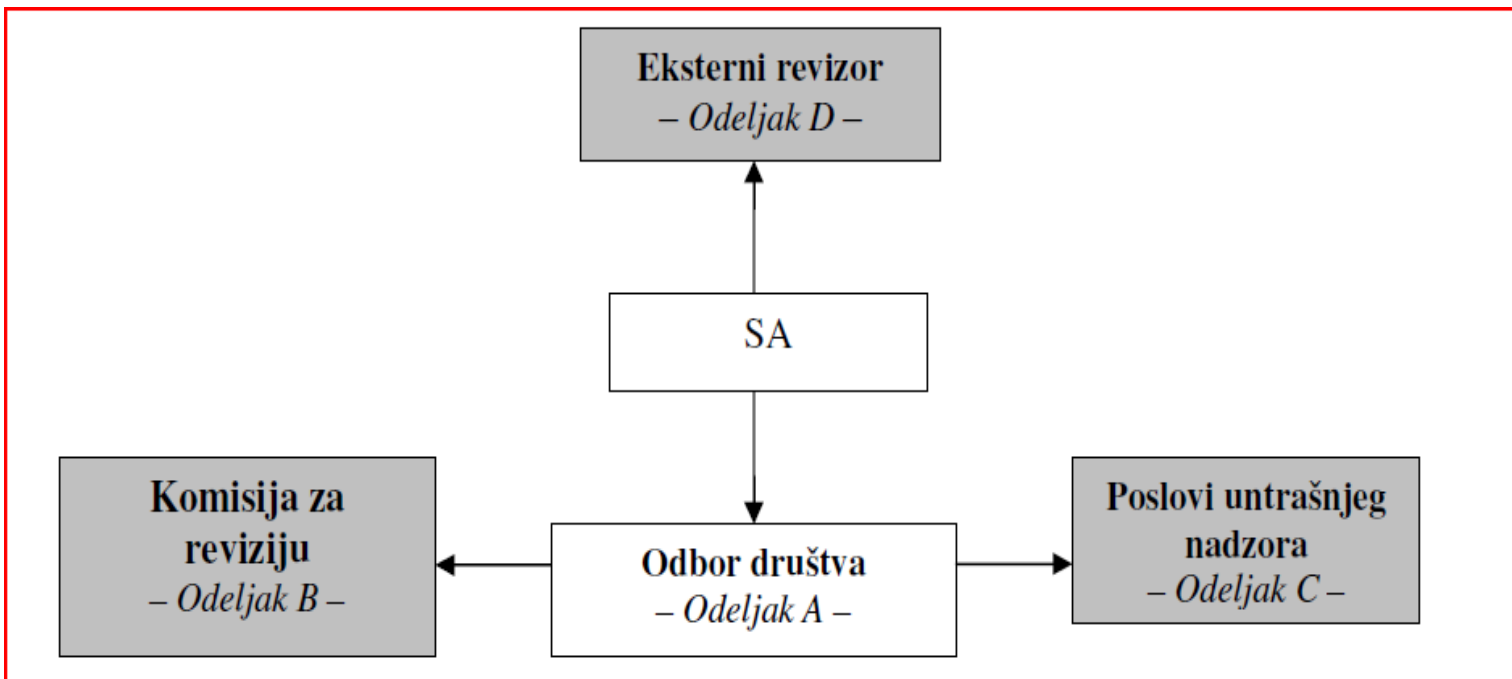 Eksterni revizor
– Odeljak D –
SA
Komisija za
reviziju
– Odeljak B –
Odbor društva
– Odeljak A –
Poslovi untrašnjeg
nadzora
– Odeljak C –